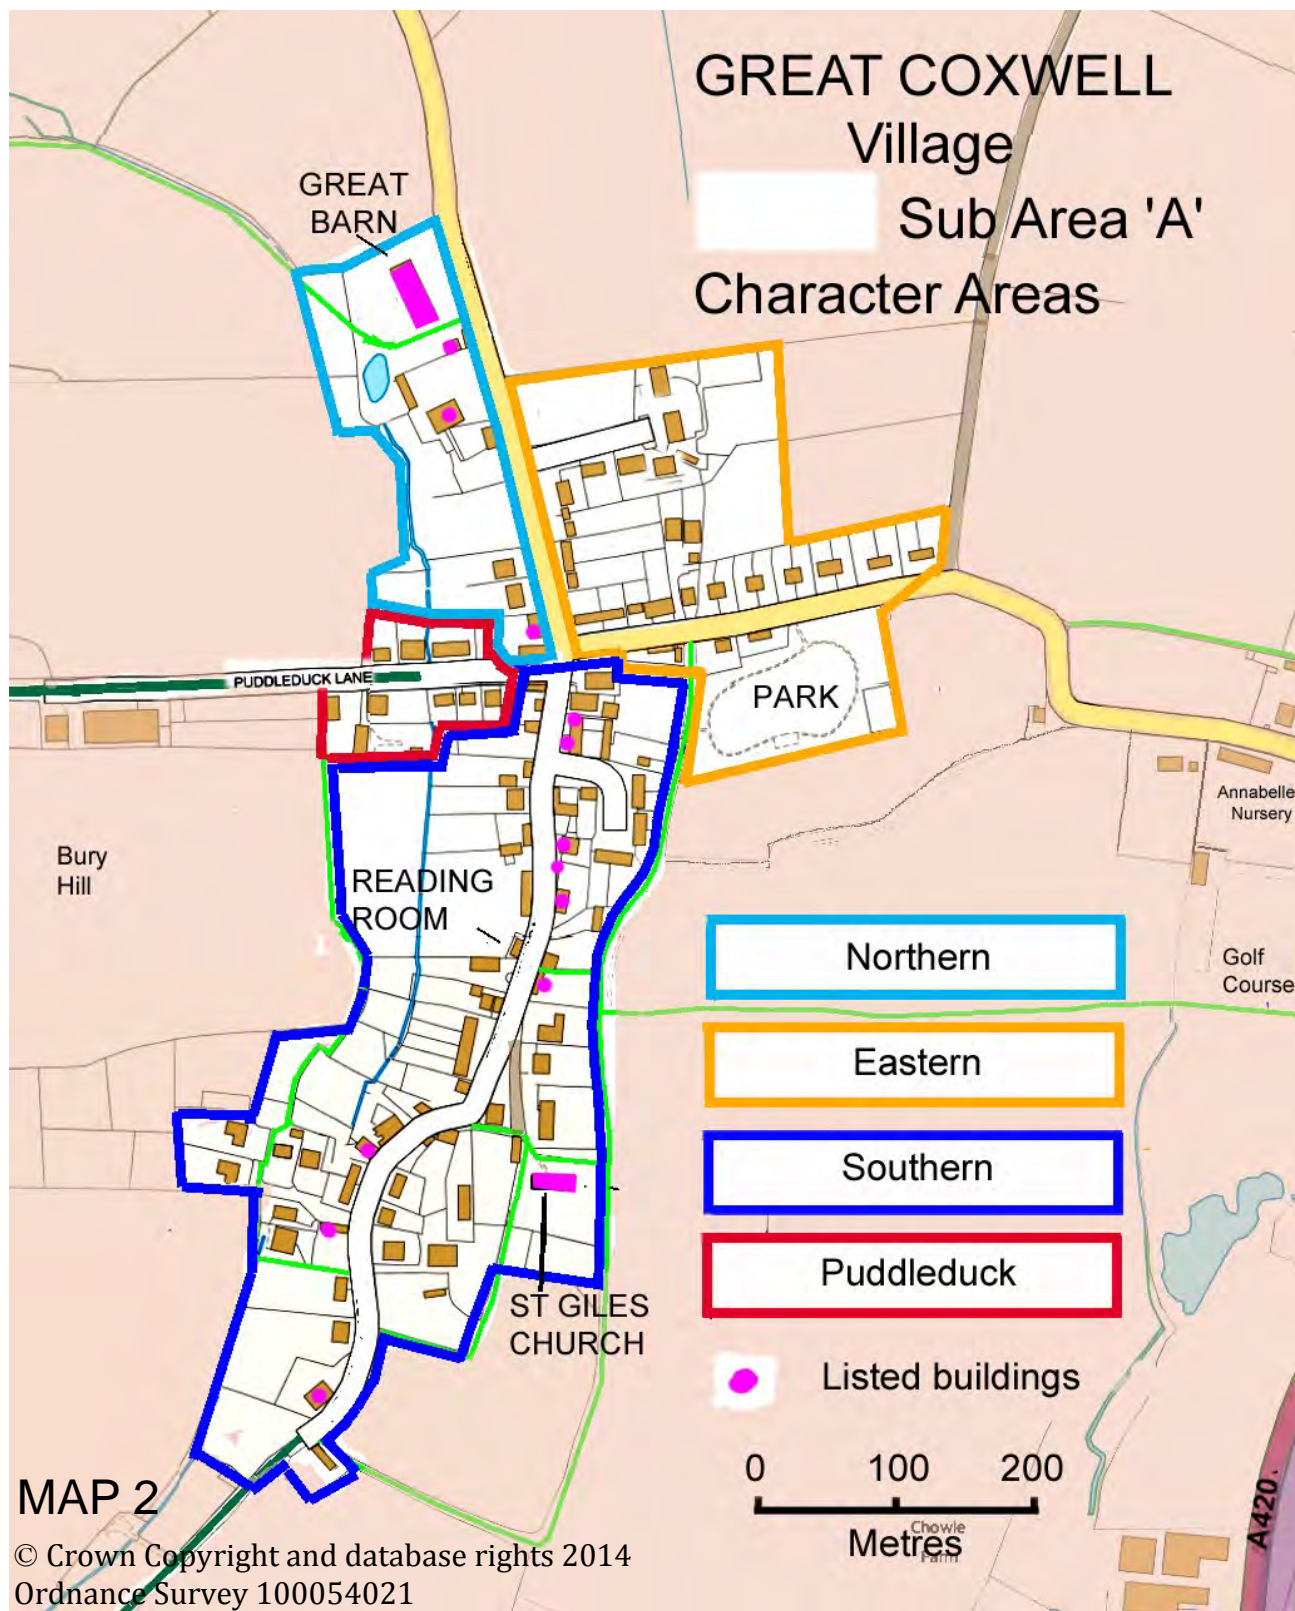 GREAT COXWELL
Village
Sub Area 'A'
Character Areas
GREAT
BARN
PUDDLEDUCK LANE
PARK
Annabelle
Nursery
Bury
Hill
READING
ROOM
Golf
Course
Northern
Eastern
Southern
Puddleduck
ST GILES
CHURCH
Listed buildings
0 100 200
Metres
Chowle
Farm
A420.
MAP 2
© Crown Copyright and database rights 2014
Ordnance Survey 100054021